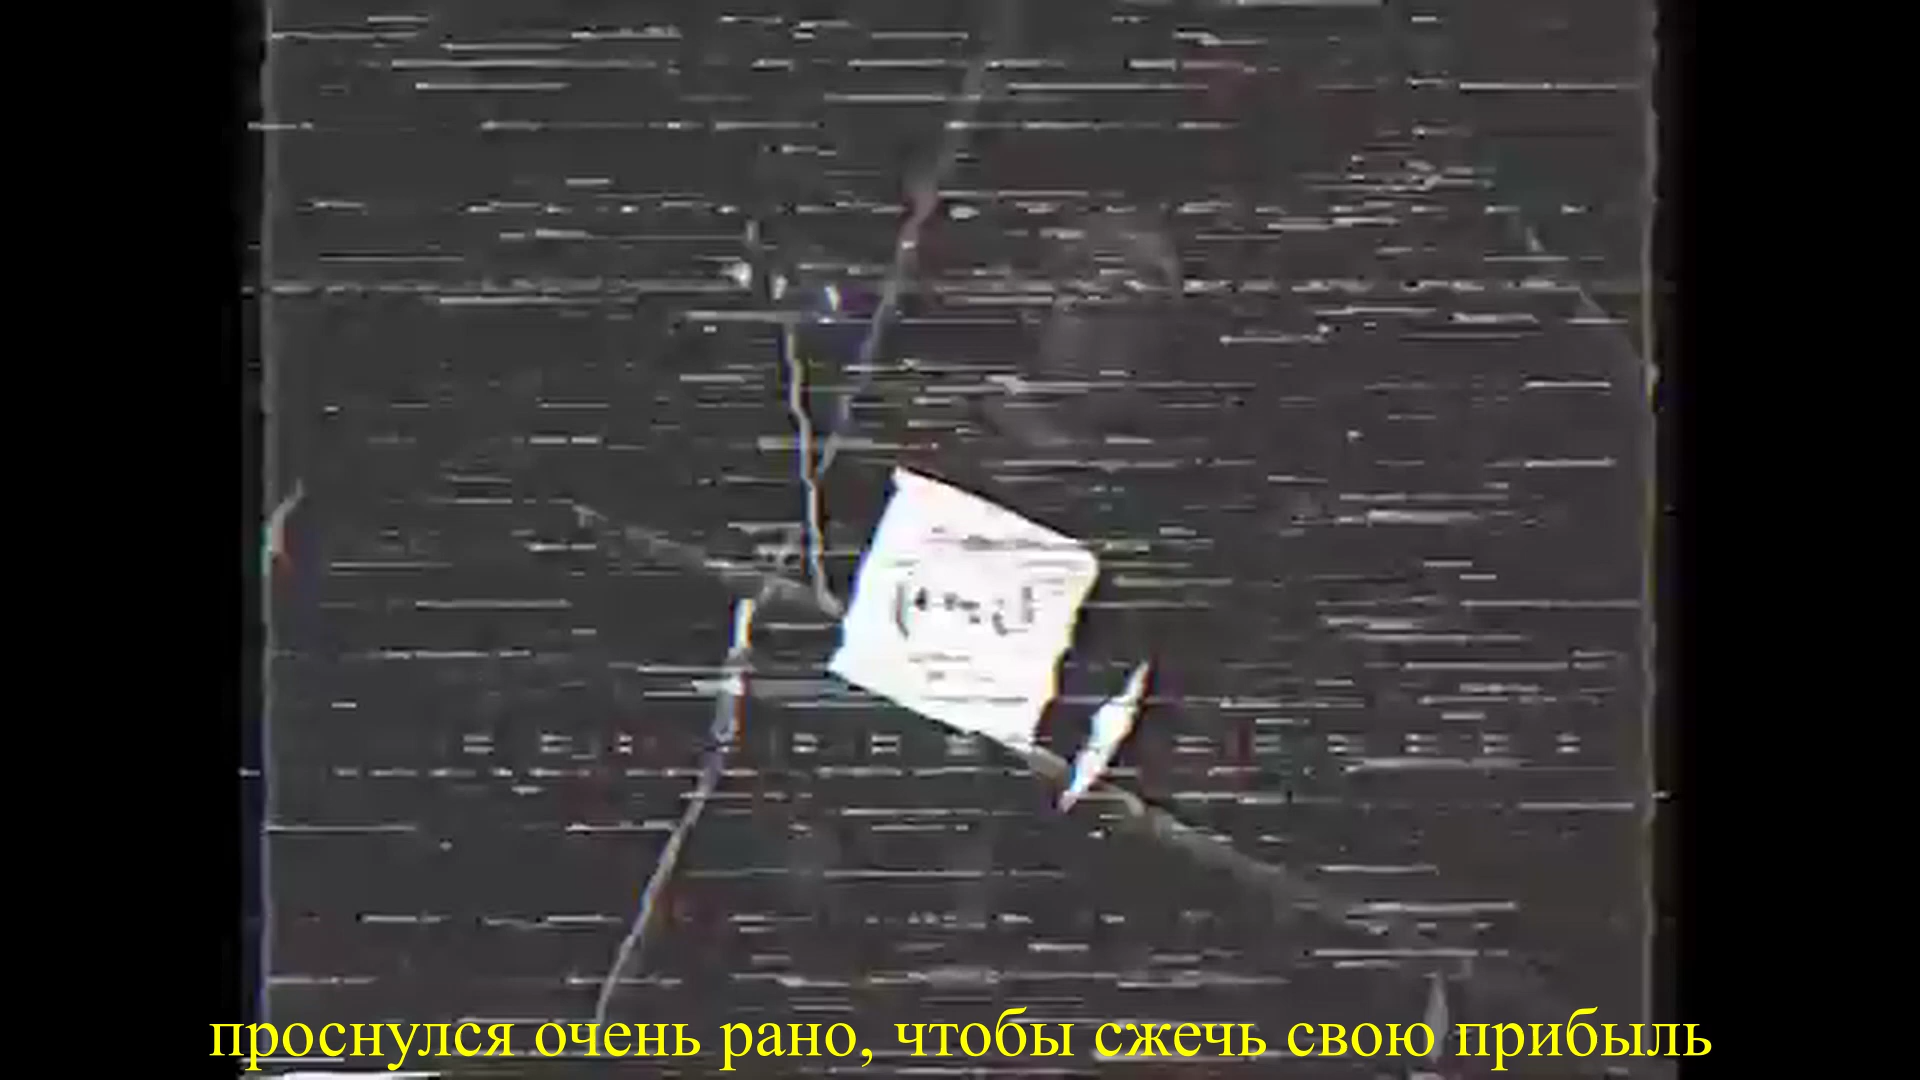 проснулся очень рано, чтобы сжечь свою прибыль